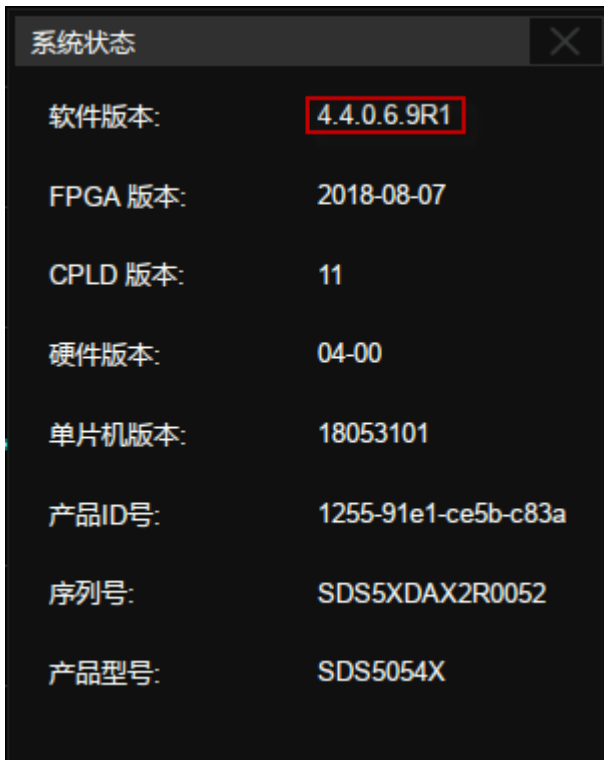 系统状态
软件版本: 4.4.0.6.9R1
FPGA 版本: 2018-08-07
CPLD 版本: 11
硬件版本: 04-00
单片机版本: 18053101
产品ID号: 1255-91e1-ce5b-c83a
序列号: SDS5XDAX2R0052
产品型号: SDS5054X